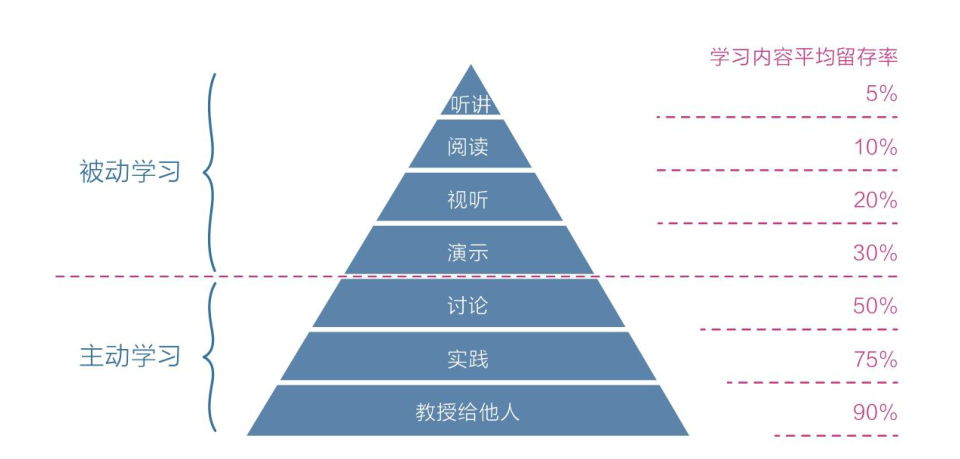 学习内容平均留存率
听讲
5%
阅读
10%
被动学习
视听
20%
演示
30%
讨论
50%
主动学习
实践
75%
教授给他人
90%